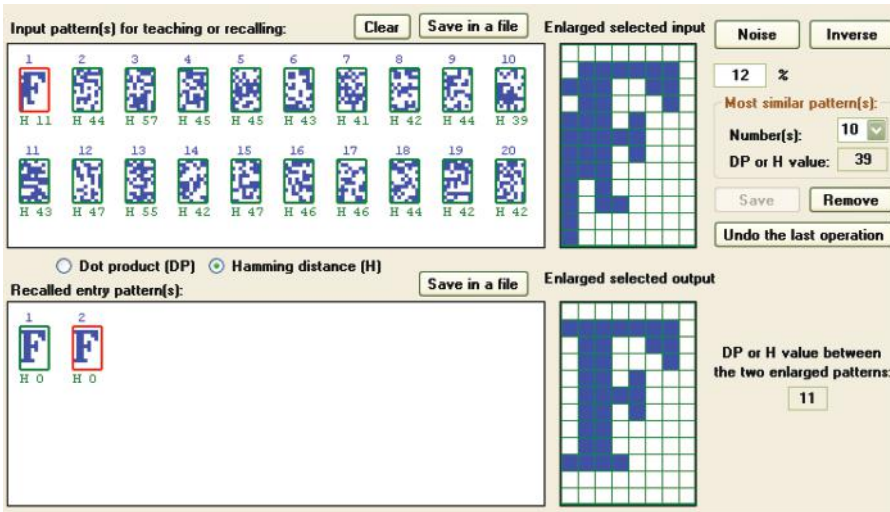 Input pattern(s) for teaching or recalling: Clear Save in a file Enlarged selected input Noise Inverse
1 2 3 4 5 6 7 8 9 10
H 11 H 44 H 57 H 45 H 45 H 43 H 41 H 42 H 44 H 39
12 %
Most similar pattern(s):
Number(s): 10
DP or H value: 39
11 12 13 14 15 16 17 18 19 20
H 43 H 47 H 55 H 42 H 47 H 46 H 46 H 44 H 42 H 42
Save Remove
Undo the last operation
Dot product (DP) Hamming distance (H)
Recalled entry pattern(s): Save in a file Enlarged selected output
1 2
F F
H 0 H 0
DP or H value between
the two enlarged patterns:
11